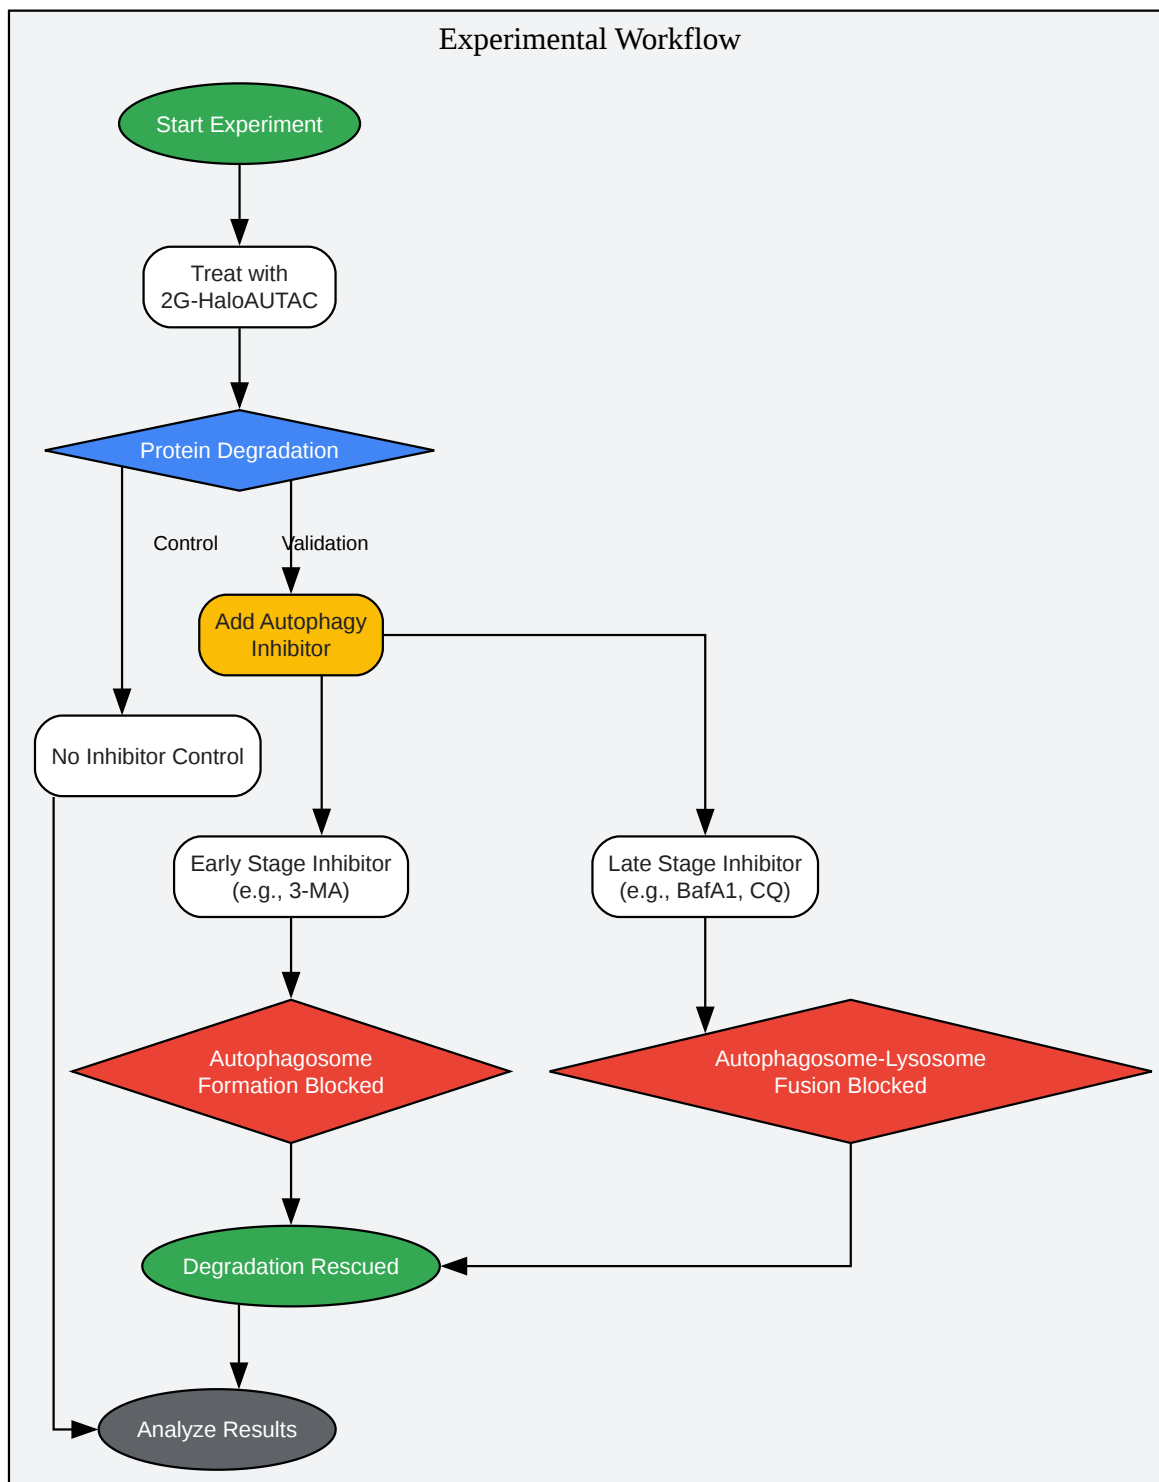 Experimental Workflow
Start Experiment
Treat with
2G-HaloAUTAC
Protein Degradation
Control
Validation
Add Autophagy
Inhibitor
No Inhibitor Control
Early Stage Inhibitor
(e.g., 3-MA)
Late Stage Inhibitor
(e.g., BafA1, CQ)
Autophagosome
Formation Blocked
Autophagosome-Lysosome
Fusion Blocked
Degradation Rescued
Analyze Results